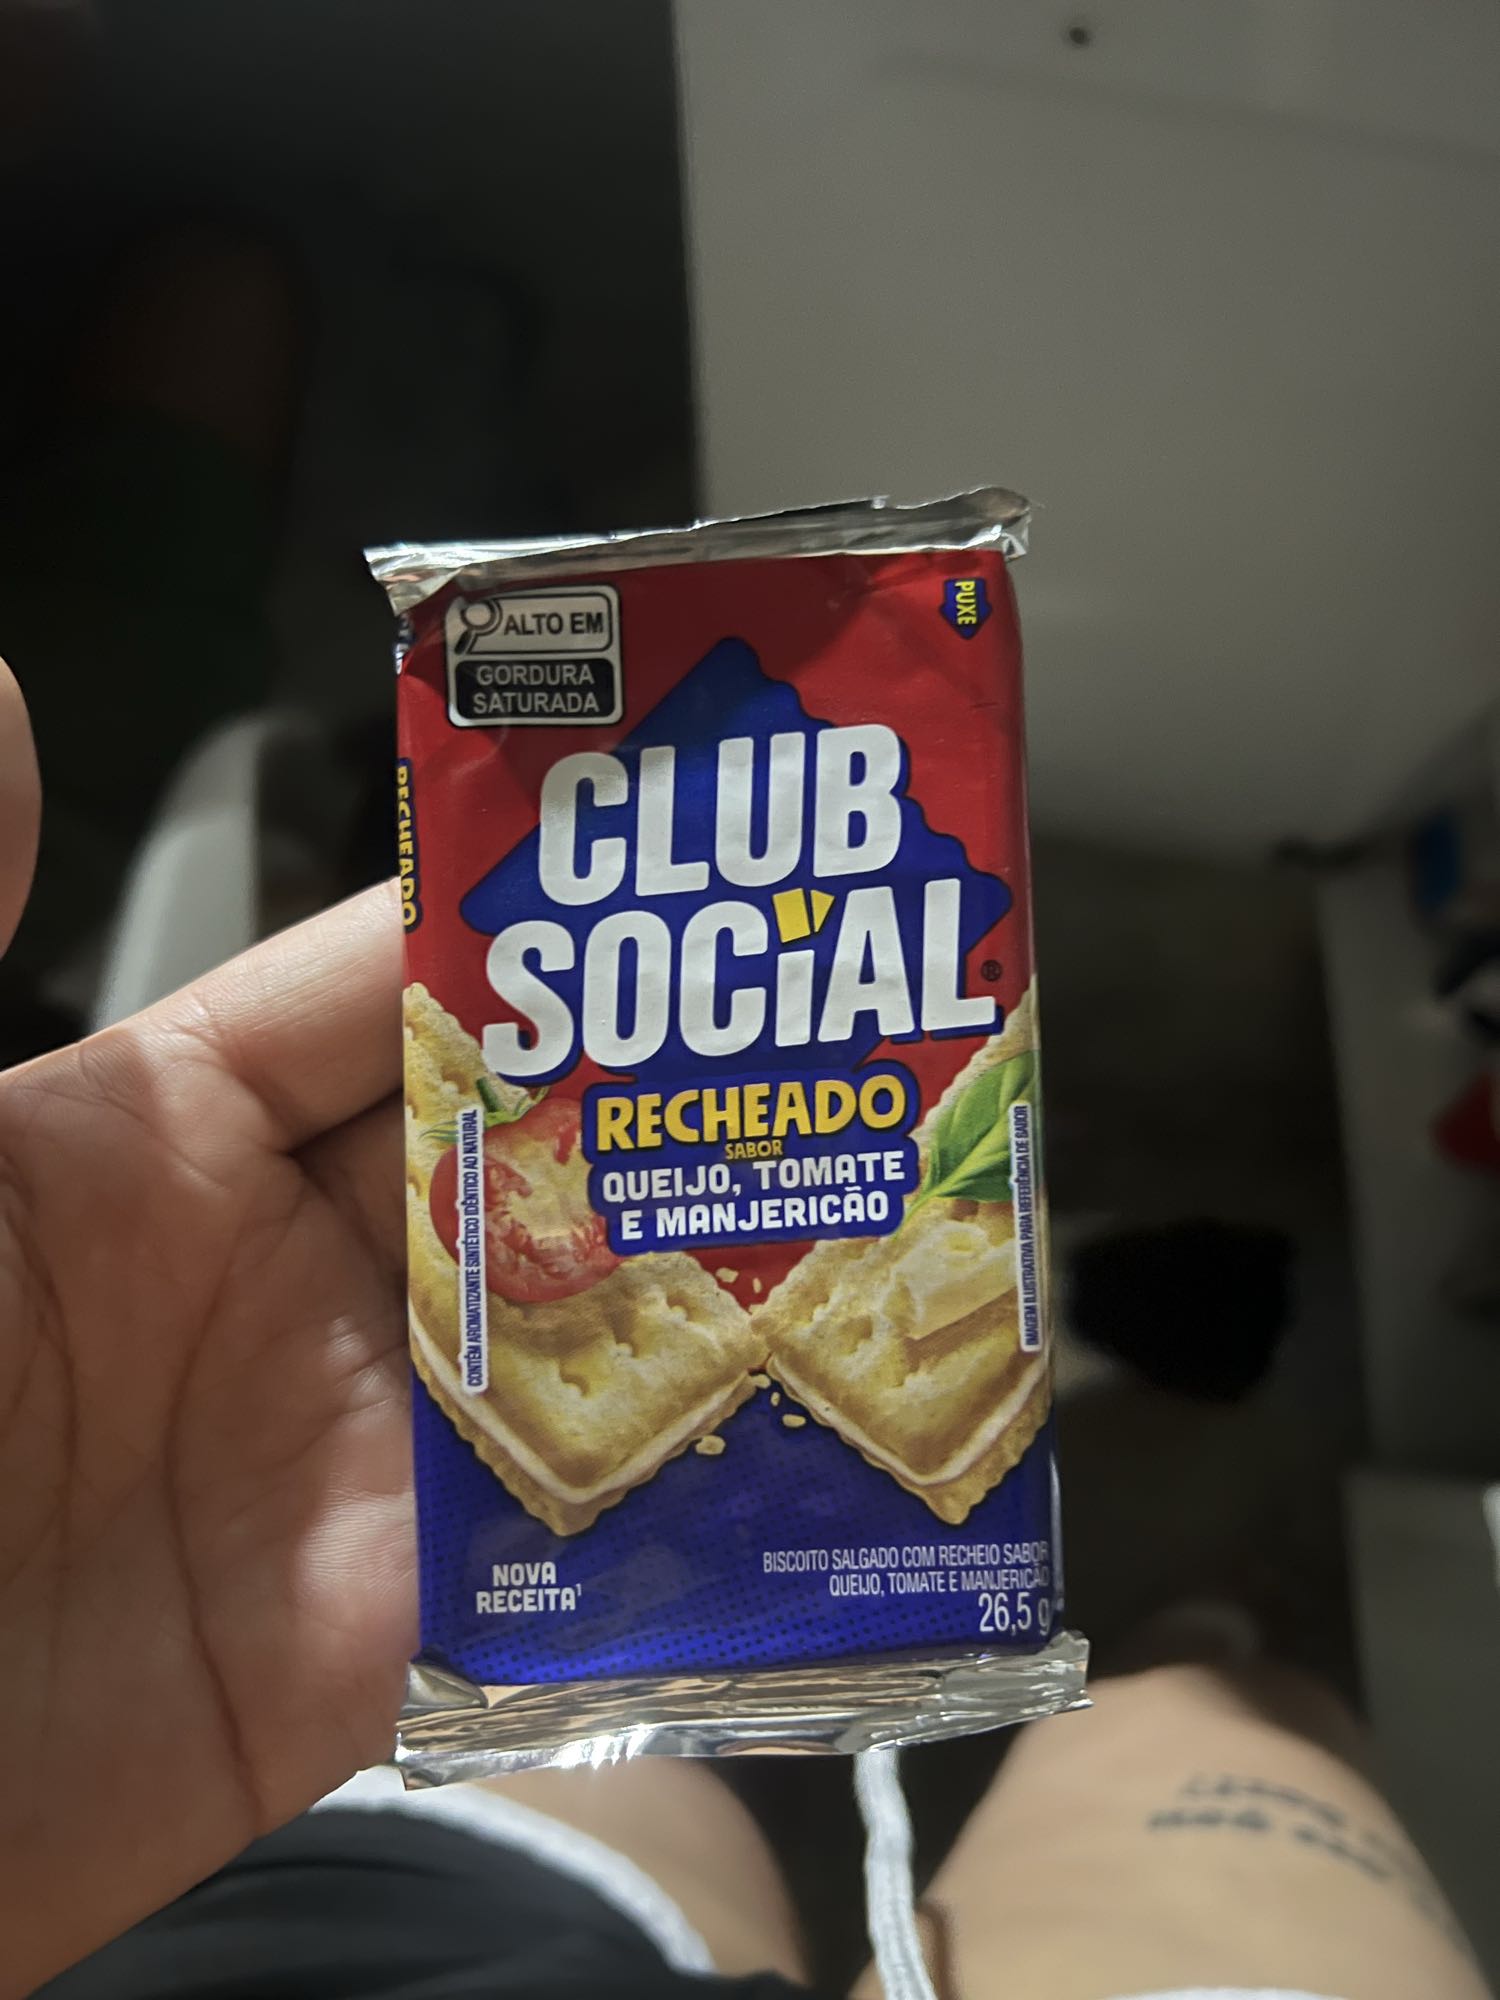 ALTO EM
GORDURA
SATURADA
PUXE
CLUB
SOCiAL®
RECHEADO
RECHEADO
SABOR
QUEIJO, TOMATE
E MANJERICÃO
CONTÉM AROMATIZANTE SINTÉTICO IDÊNTICO AO NATURAL
IMAGEM ILUSTRATIVA PARA REFERÊNCIA DE SABOR
NOVA
RECEITA¹
BISCOITO SALGADO COM RECHEIO SABOR
QUEIJO, TOMATE E MANJERICÃO
26,5 g